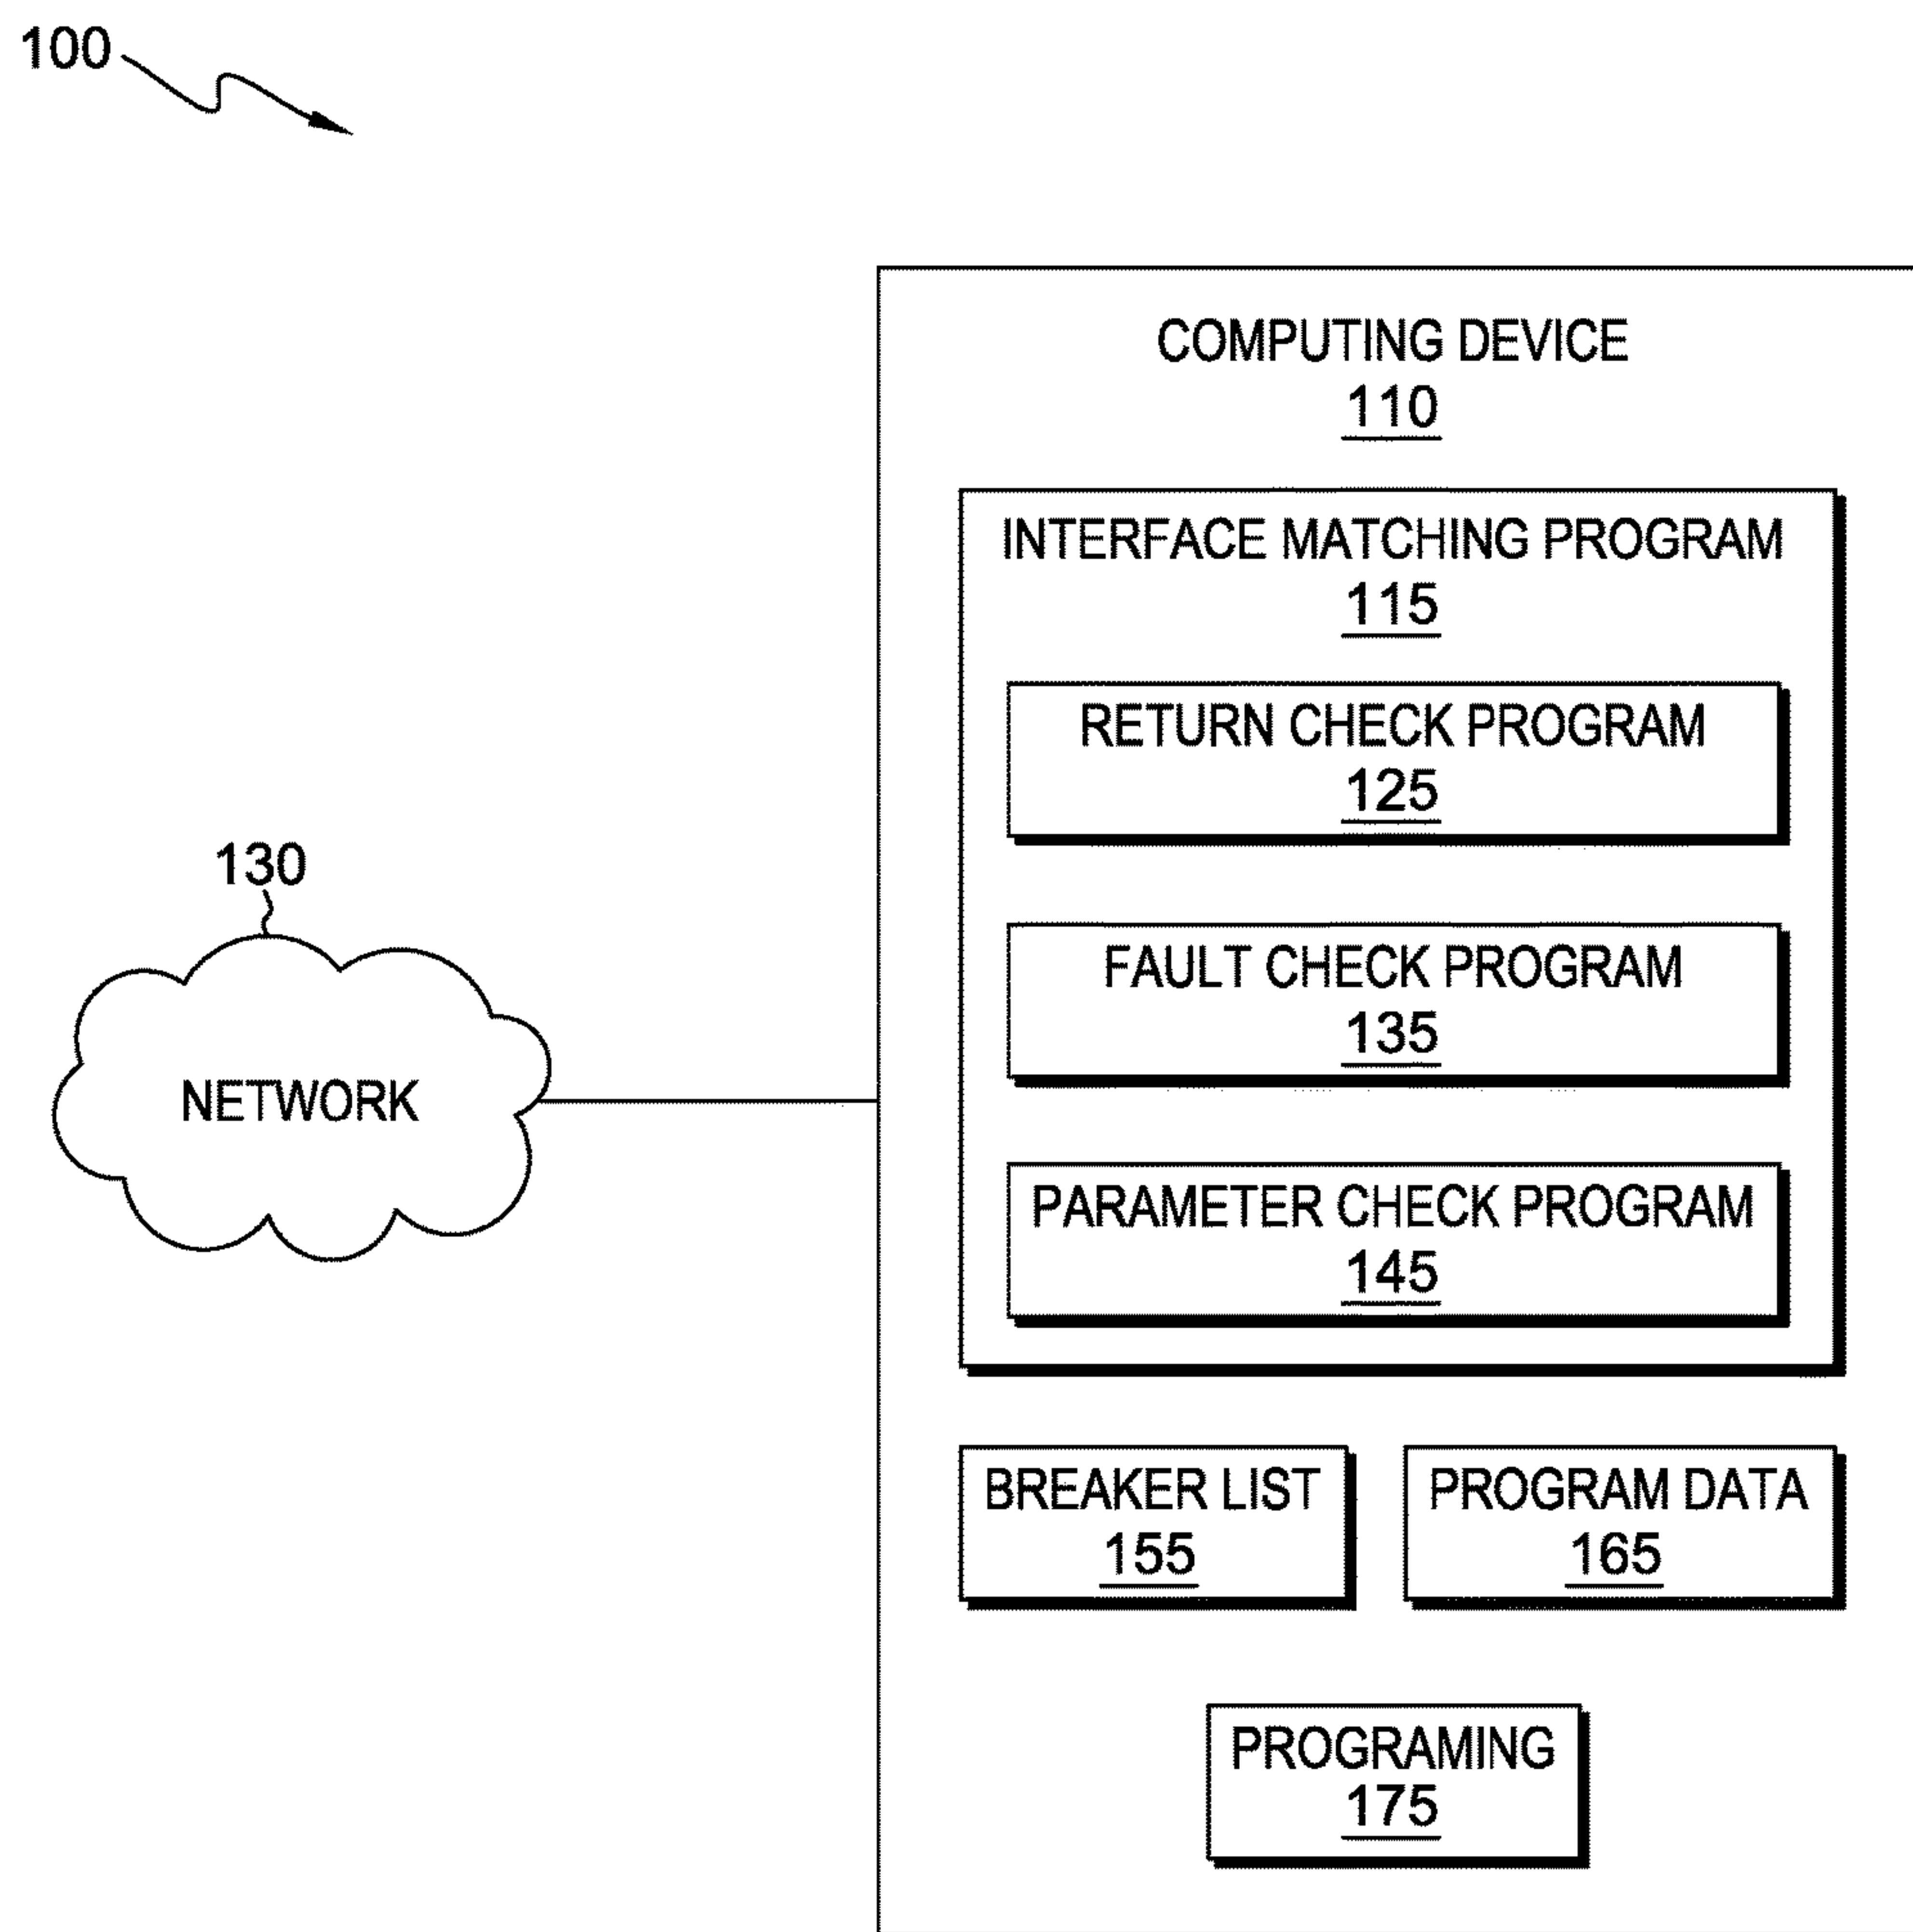 100
COMPUTING DEVICE
110
INTERFACE MATCHING PROGRAM
115
RETURN CHECK PROGRAM
125
130
NETWORK
FAULT CHECK PROGRAM
135
PARAMETER CHECK PROGRAM
145
BREAKER LIST
155
PROGRAM DATA
165
PROGRAMING
175